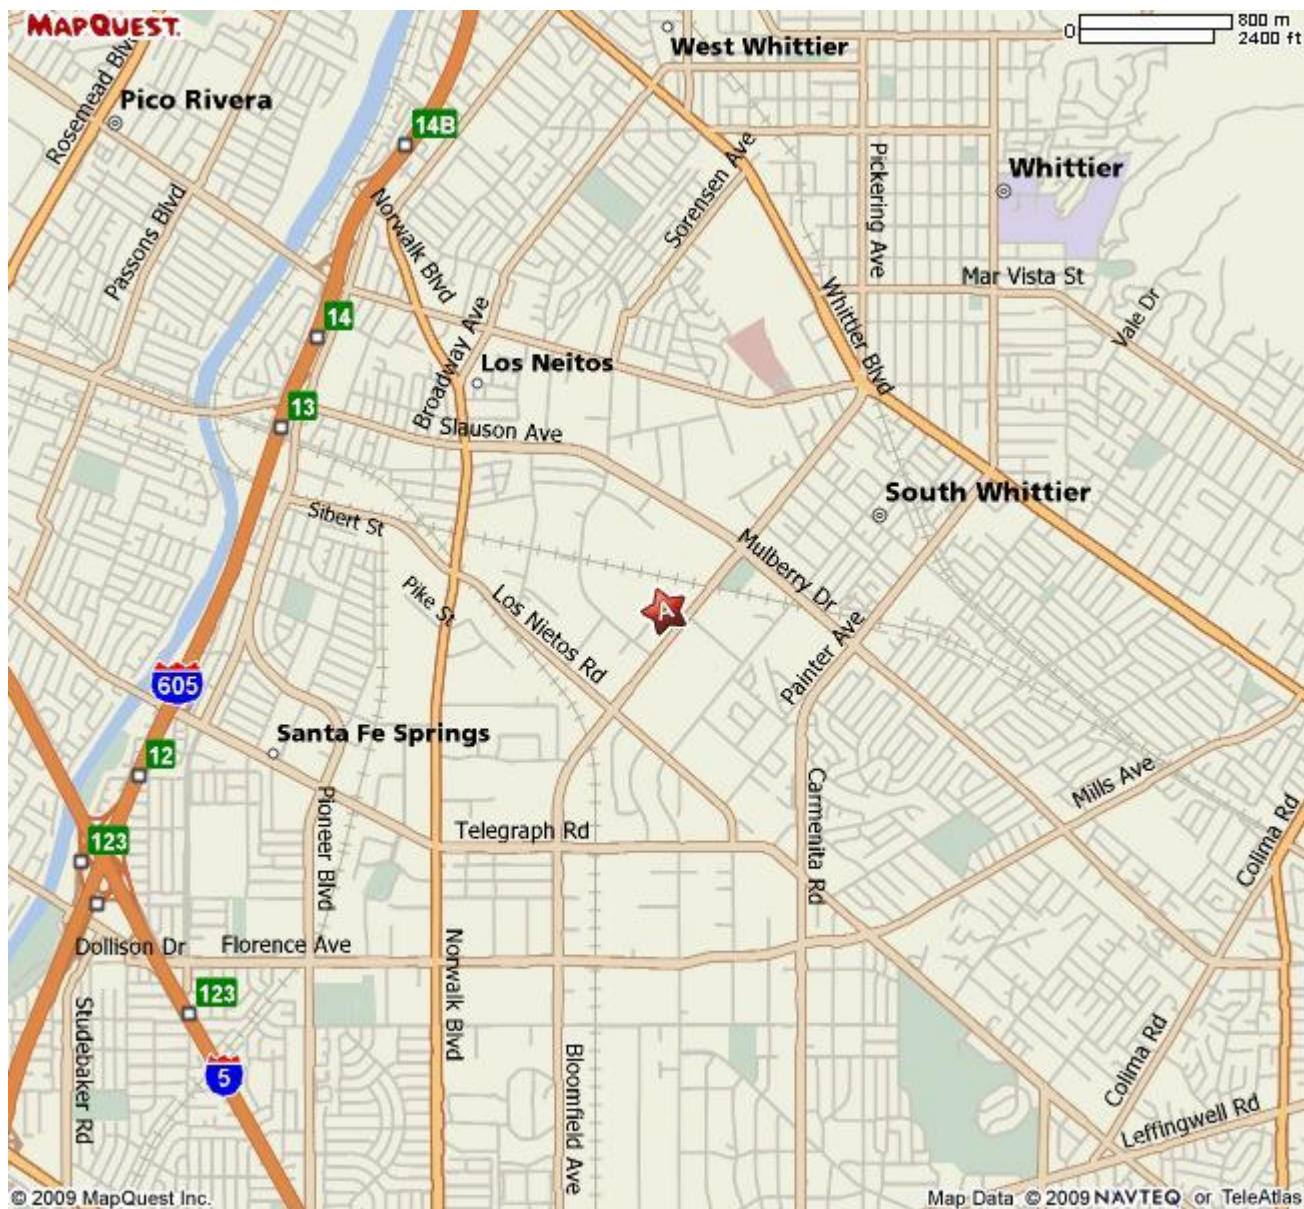 MAPQUEST.
0
800 m
2400 ft
West Whittier
Pico Rivera
Rosemead Blvd
14B
Whittier
Pickering Ave
Sorensen Ave
Passons Blvd
Norwalk Blvd
Mar Vista St
Vale Dr
Whittier Blvd
14
Broadway Ave
Los Neitos
13
Slauson Ave
South Whittier
Sibert St
Mulberry Dr
Pike St
Los Nietos Rd
A
Painter Ave
605
Santa Fe Springs
12
Pioneer Blvd
Carmenita Rd
Mills Ave
Colima Rd
Telegraph Rd
123
Dollison Dr
Florence Ave
Norwalk Blvd
123
Studebaker Rd
5
Bloomfield Ave
Colima Rd
Leffingwell Rd
© 2009 MapQuest Inc.
Map Data © 2009 NAVTEQ or TeleAtlas